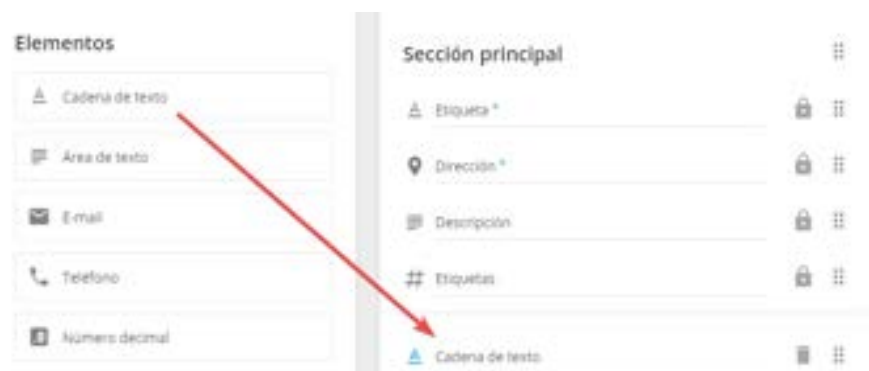 Elementos
Cadena de texto
Área de texto
E-mail
Teléfono
Número decimal
Sección principal
Etiqueta *
Dirección *
Descripción
Etiquetas
Cadena de texto